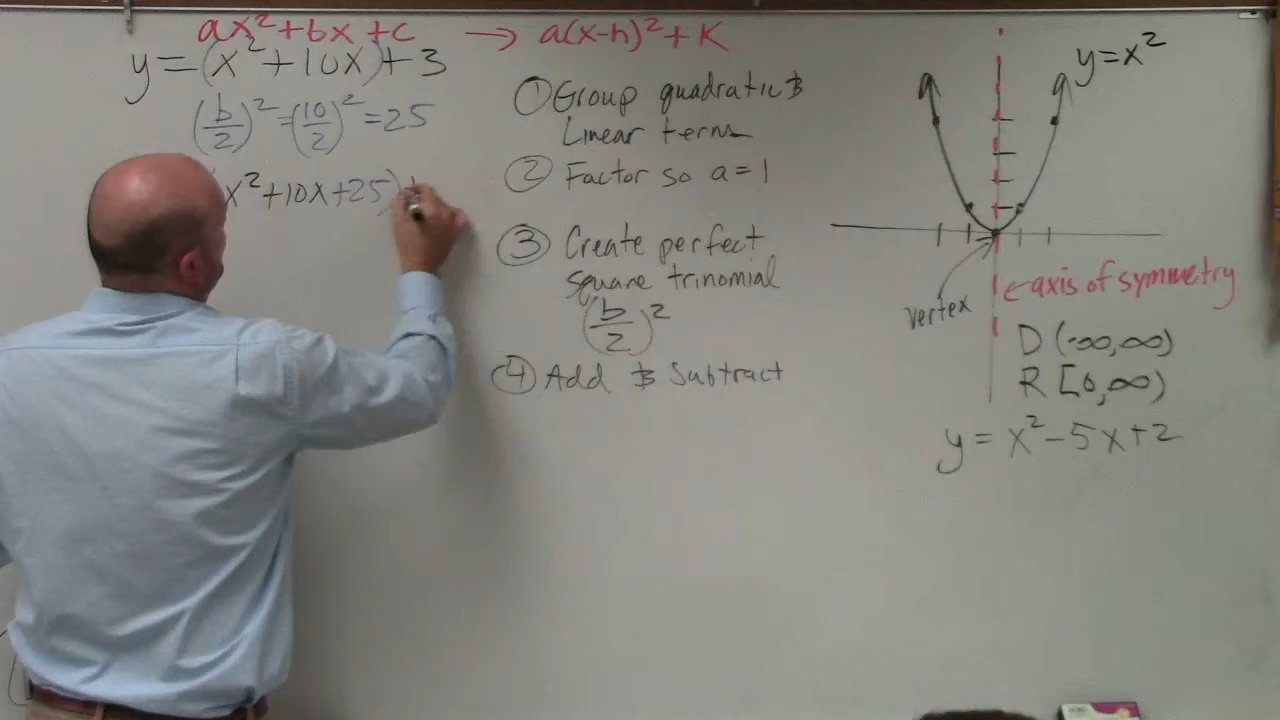 ax² + bx + c → a(x-h)² + K
y = (x² + 10x) + 3
(b/2)² = (10/2)² = 25
(x² + 10x + 25) +
① Group quadratic &
Linear terms
② Factor so a = 1
③ Create perfect
square trinomial
(b/2)²
④ Add & Subtract
y = x²
axis of symmetry
vertex
D (-∞, ∞)
R [0, ∞)
y = x² - 5x + 2